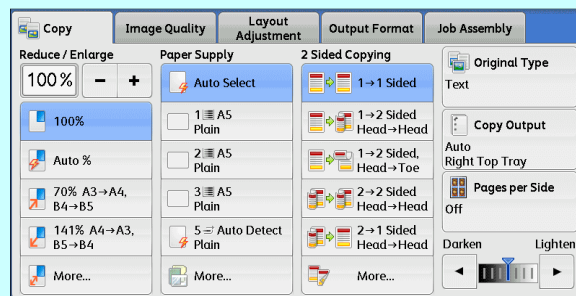 Copy
Image Quality
Layout
Adjustment
Output Format
Job Assembly
Reduce / Enlarge
100%
100%
Auto %
70% A3→A4,
B4→B5
141% A4→A3,
B5→B4
More...
Paper Supply
Auto Select
1 A5
Plain
2 A5
Plain
3 A5
Plain
5 Auto Detect
Plain
More...
2 Sided Copying
1→1 Sided
1→2 Sided
Head→Head
1→2 Sided,
Head→Toe
2→2 Sided
Head→Head
2→1 Sided
Head→Head
More...
Original Type
Text
Copy Output
Auto
Right Top Tray
Pages per Side
Off
Darken
Lighten